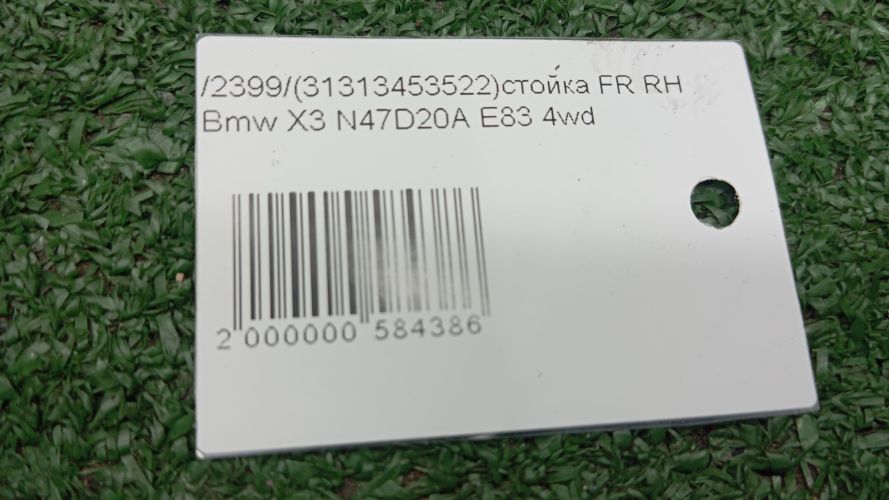 /2399/(31313453522)стойка FR RH
Bmw X3 N47D20A E83 4wd
2 000000 584386